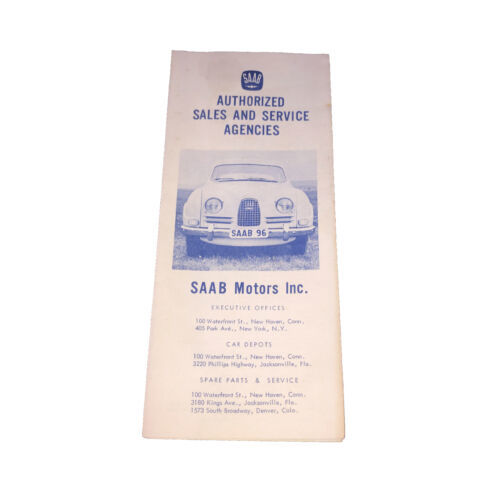 SAAB
AUTHORIZED
SALES AND SERVICE
AGENCIES
SAAB 96
SAAB Motors Inc.
EXECUTIVE OFFICES
100 Waterfront St., New Haven, Conn.
405 Park Ave., New York, N.Y.
CAR DEPOTS
100 Waterfront St., New Haven, Conn.
3220 Phillips Highway, Jacksonville, Fla.
SPARE PARTS & SERVICE
100 Waterfront St., New Haven, Conn.
3180 Kings Ave., Jacksonville, Fla.
1573 South Broadway, Denver, Colo.